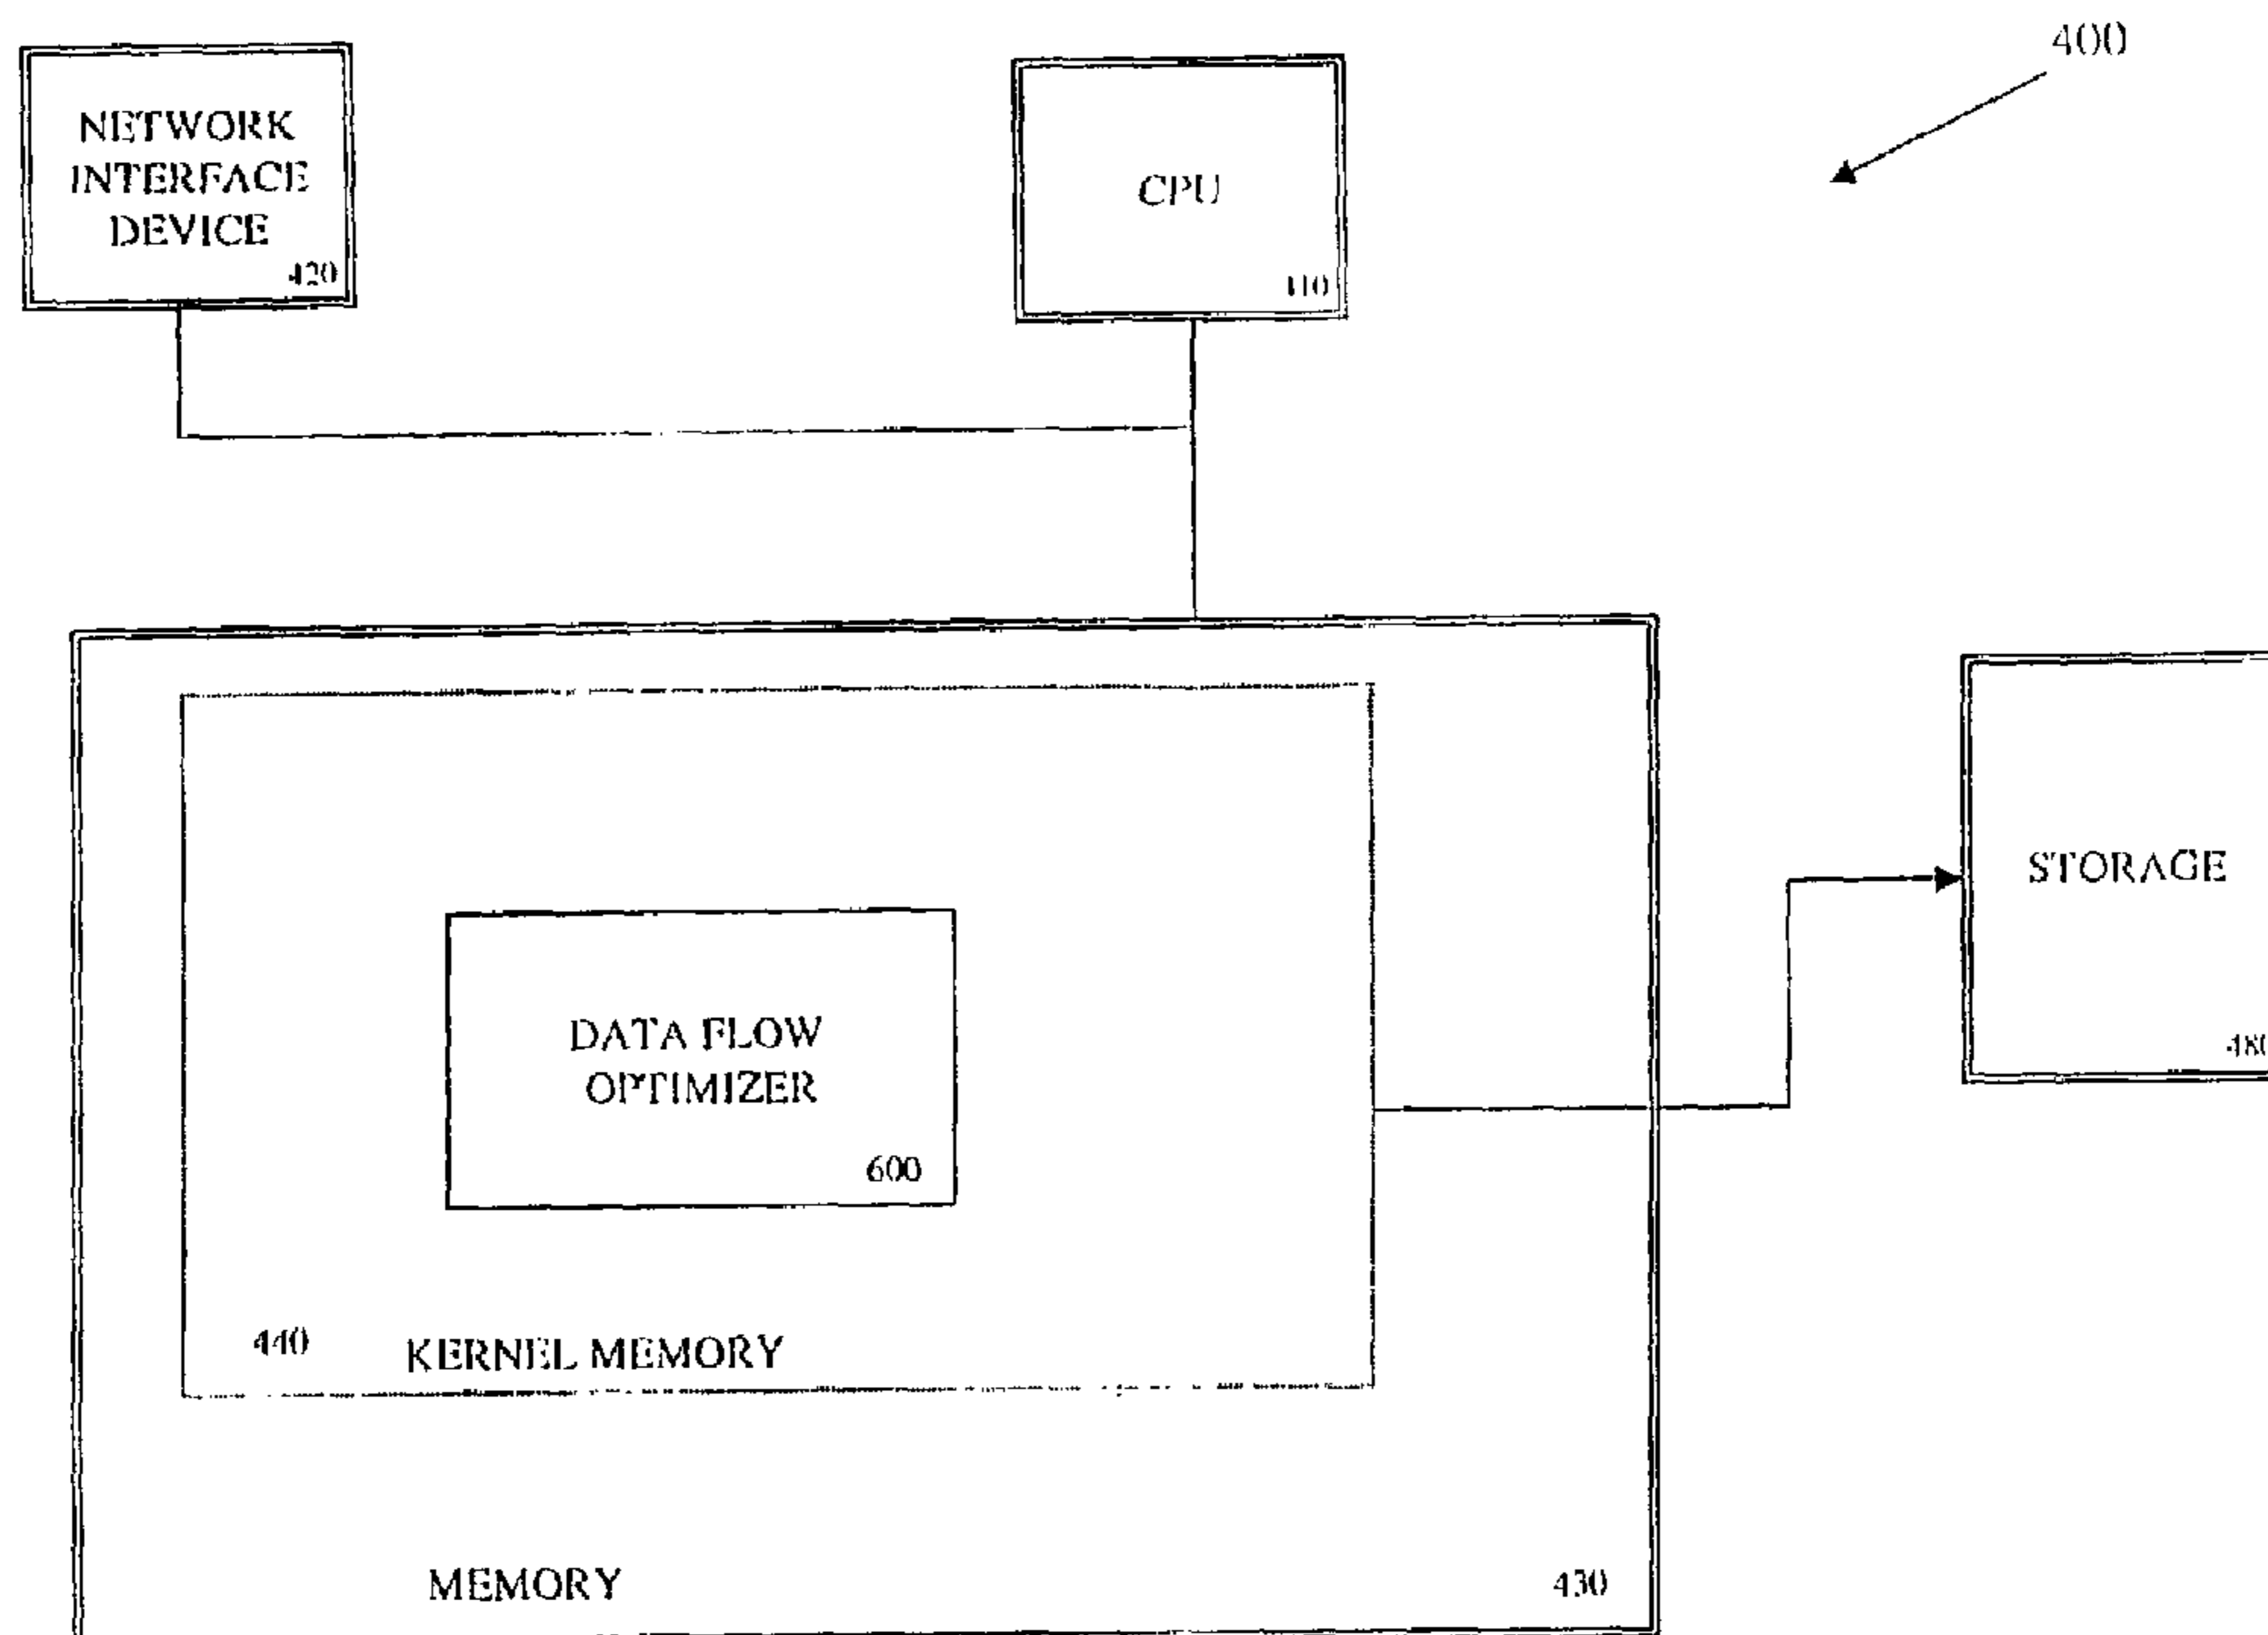 400
NETWORK
INTERFACE
DEVICE
420
CPU
STORAGE
DATA FLOW
OPTIMIZER
600
440
KERNEL MEMORY
MEMORY
430